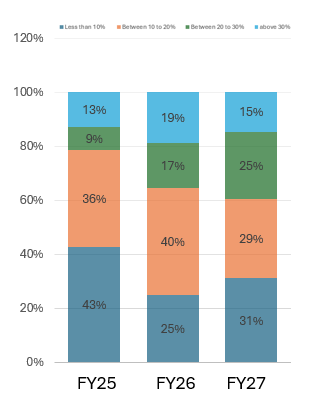 Less than 10% Between 10 to 20% Between 20 to 30% above 30%
120%
100%
80%
60%
40%
20%
0%
13% 19% 15%
9% 17% 25%
36% 40% 29%
43% 25% 31%
FY25 FY26 FY27